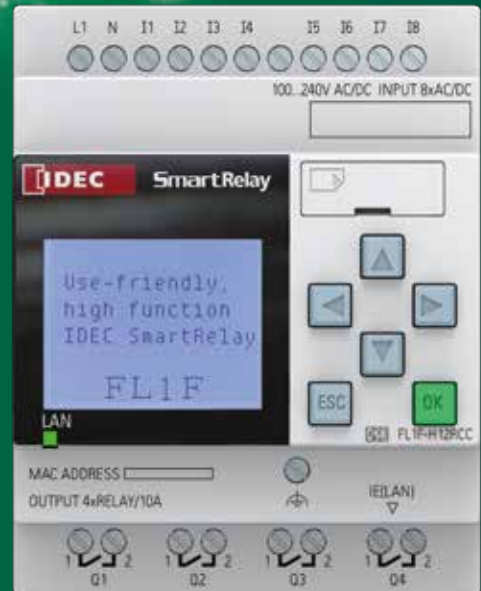 L1 N I1 I2 I3 I4 I5 I6 I7 I8
100...240V AC/DC INPUT 8xAC/DC
IDEC SmartRelay
Use-friendly,
high function
IDEC SmartRelay
FL1F
ESC OK
LAN
FL1F-H12RCC
MAC ADDRESS
OUTPUT 4xRELAY/10A
IE(LAN)
1 2 1 2 1 2 1 2
Q1 Q2 Q3 Q4